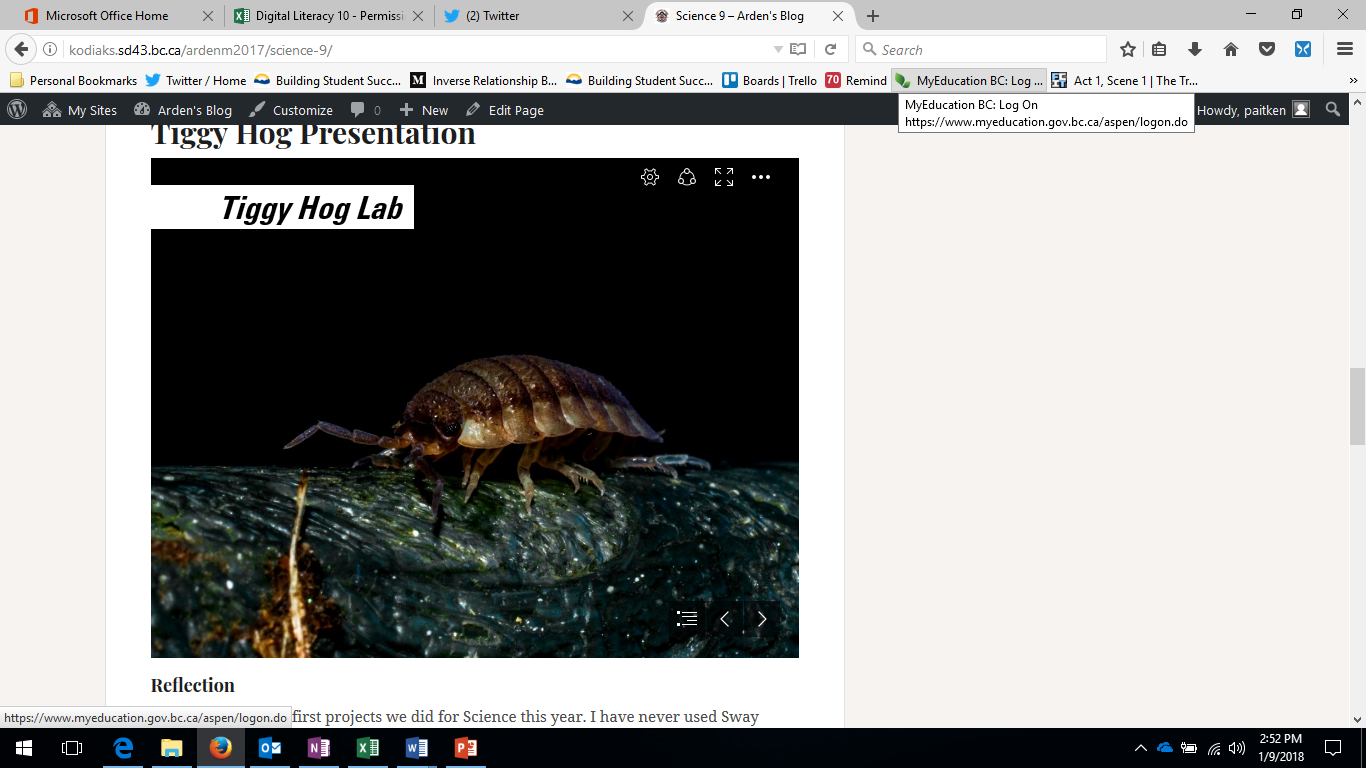 Microsoft Office Home
Digital Literacy 10 - Permissi
(2) Twitter
Science 9 – Arden's Blog
kodiaks.sd43.bc.ca/ardenm2017/science-9/
Search
Personal Bookmarks
Twitter / Home
Building Student Succ...
M Inverse Relationship B...
Building Student Succ...
Boards | Trello
70 Remind
MyEducation BC: Log ...
Act 1, Scene 1 | The Tr...
MyEducation BC: Log On
https://www.myeducation.gov.bc.ca/aspen/logon.do
My Sites
Arden's Blog
Customize
0
New
Edit Page
Howdy, paitken
Tiggy Hog Presentation
Tiggy Hog Lab
Reflection
https://www.myeducation.gov.bc.ca/aspen/logon.do
first projects we did for Science this year. I have never used Sway
2:52 PM
1/9/2018